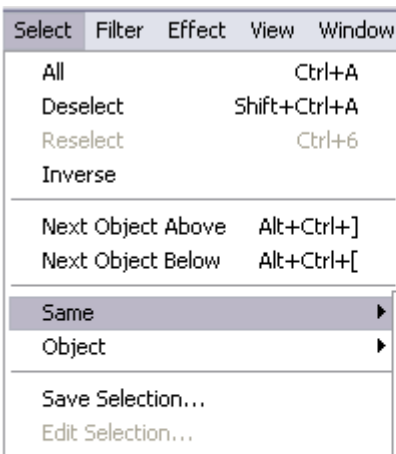 Select Filter Effect View Window
All Ctrl+A
Deselect Shift+Ctrl+A
Reselect Ctrl+6
Inverse
Next Object Above Alt+Ctrl+]
Next Object Below Alt+Ctrl+[
Same
Object
Save Selection...
Edit Selection...